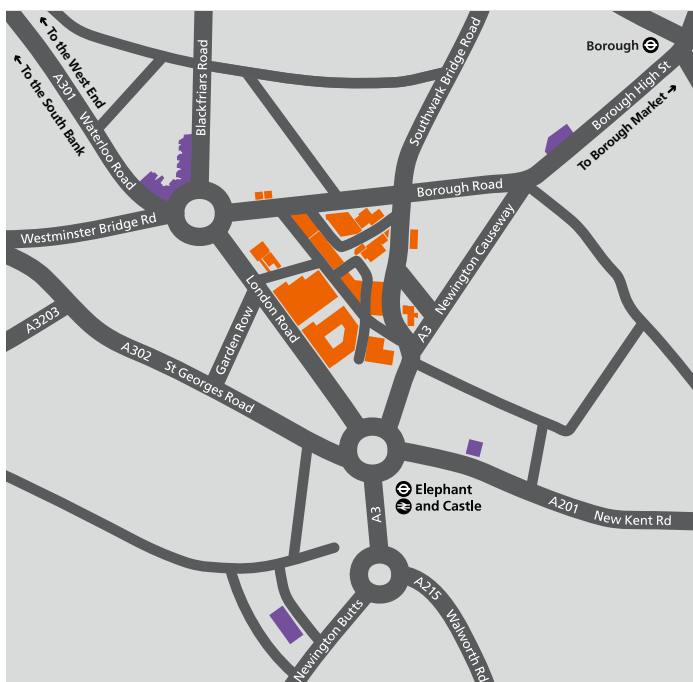 To the West End
To the South Bank
A301
Waterloo Road
Blackfriars Road
Southwark Bridge Road
Borough
Borough High St
To Borough Market
Borough Road
Westminster Bridge Rd
Newington Causeway
A3
London Road
Garden Row
A3203
A302
St Georges Road
Elephant
and Castle
A3
A201
New Kent Rd
A215
Walworth Rd
Newington Butts